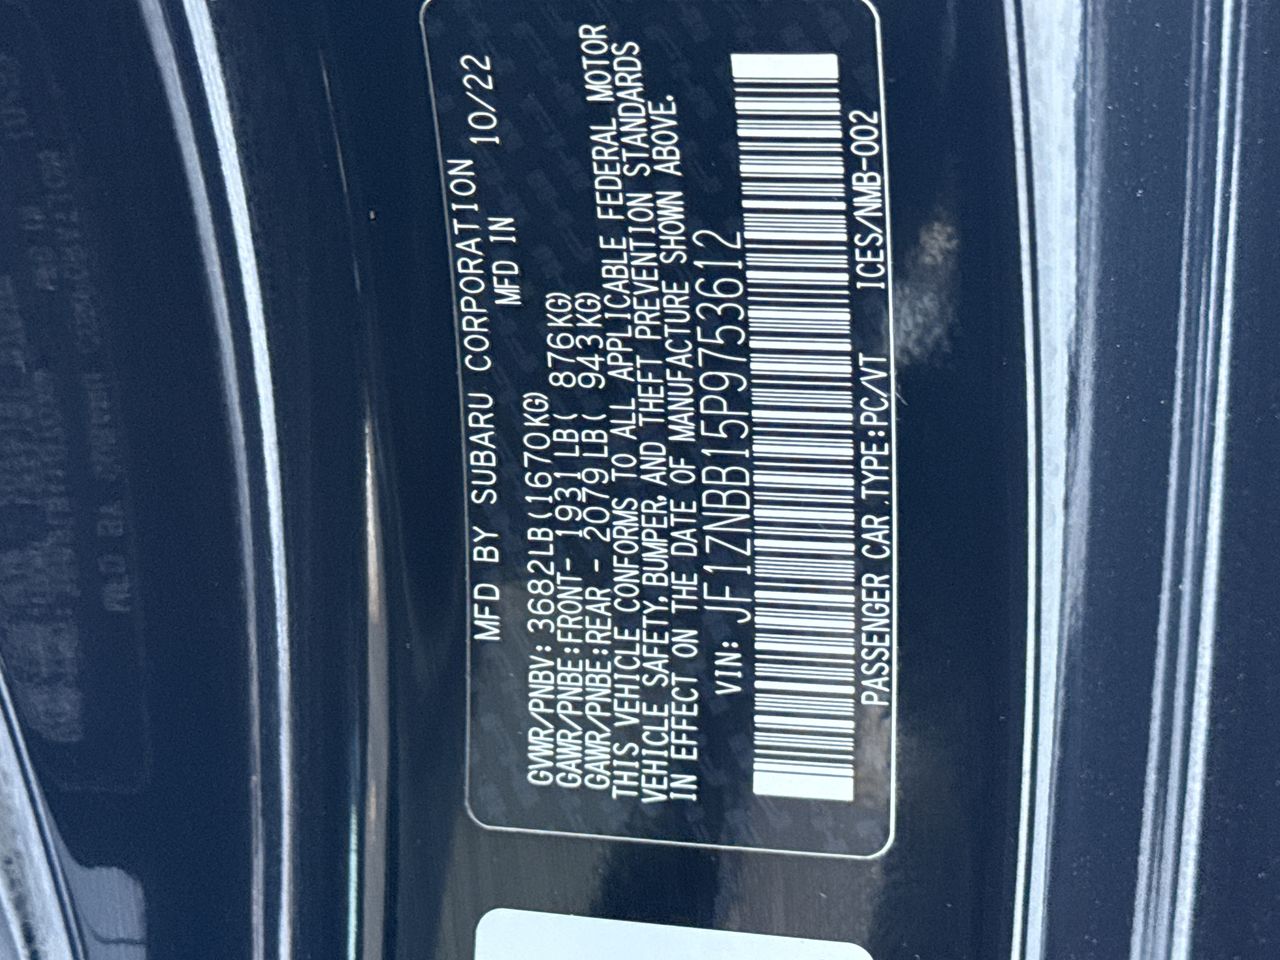 MFD BY SUBARU CORPORATION 10/22
MFD IN
GVWR/PNBV: 3682LB(1670KG)
GAWR/PNBE:FRONT- 1931LB( 876KG)
GAWR/PNBE:REAR - 2079LB( 943KG)
THIS VEHICLE CONFORMS TO ALL APPLICABLE FEDERAL MOTOR
VEHICLE SAFETY, BUMPER, AND THEFT PREVENTION STANDARDS
IN EFFECT ON THE DATE OF MANUFACTURE SHOWN ABOVE.
VIN: JF1ZNBB15P9753612
PASSENGER CAR .TYPE:PC/VT ICES/NMB-002